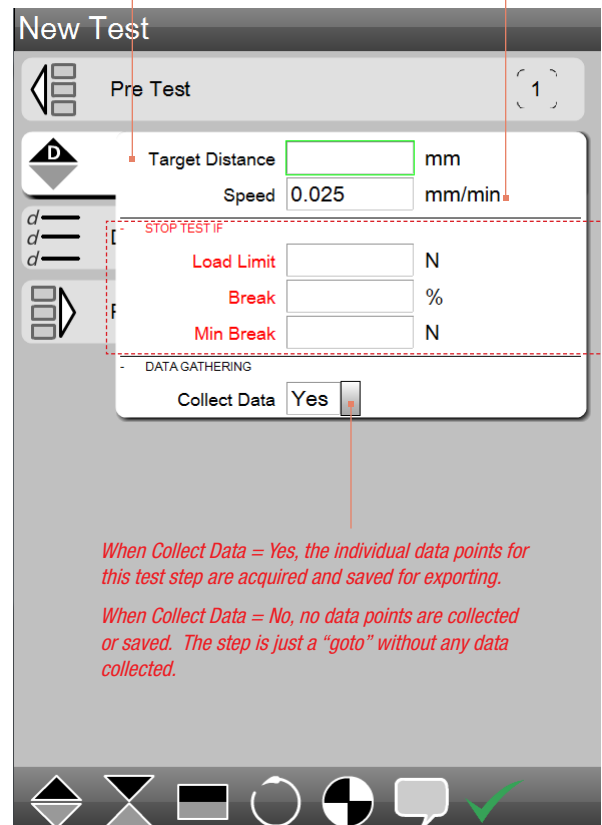 New Test
Pre Test
1
D
Target Distance mm
Speed 0.025 mm/min
d
d
d
- STOP TEST IF
Load Limit N
Break %
Min Break N
- DATA GATHERING
Collect Data Yes
When Collect Data = Yes, the individual data points for
this test step are acquired and saved for exporting.
When Collect Data = No, no data points are collected
or saved. The step is just a “goto” without any data
collected.